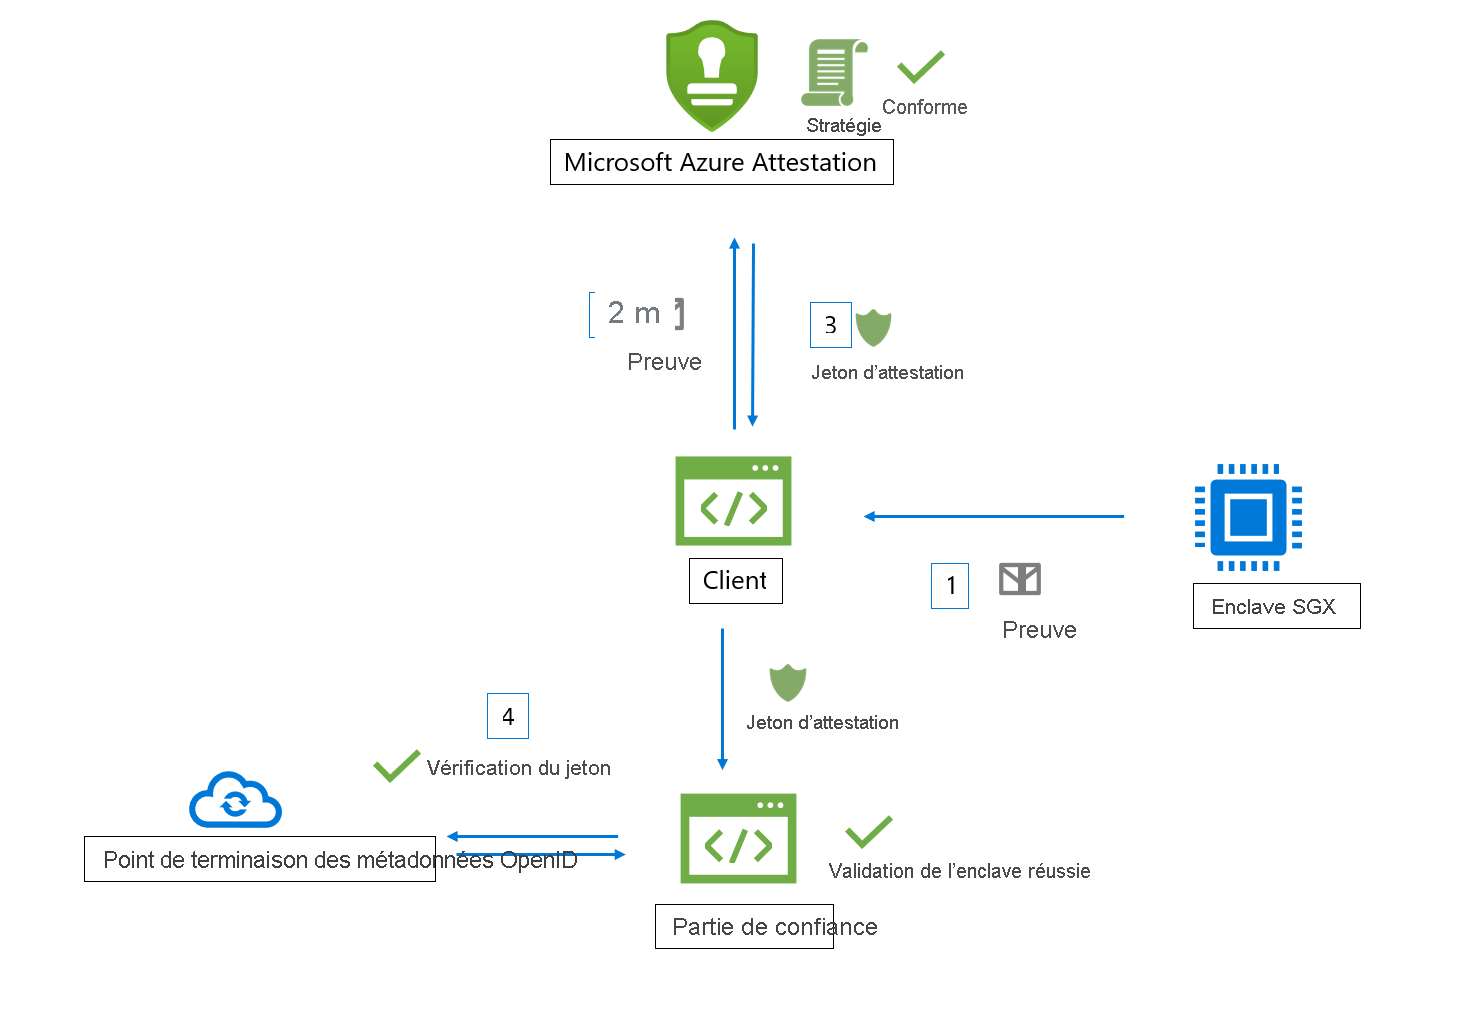 Conforme
Stratégie
Microsoft Azure Attestation
2 m
3
Preuve
Jeton d’attestation
Client
1
Preuve
Enclave SGX
4
Jeton d’attestation
Vérification du jeton
Point de terminaison des métadonnées OpenID
Validation de l’enclave réussie
Partie de confiance